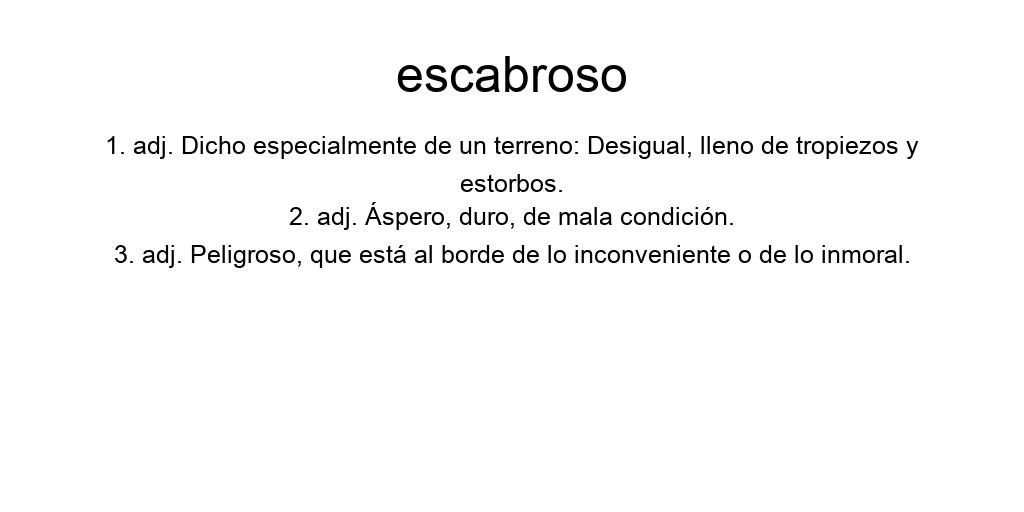 escabroso
1. adj. Dicho especialmente de un terreno: Desigual, lleno de tropiezos y
estorbos.
2. adj. Áspero, duro, de mala condición.
3. adj. Peligroso, que está al borde de lo inconveniente o de lo inmoral.